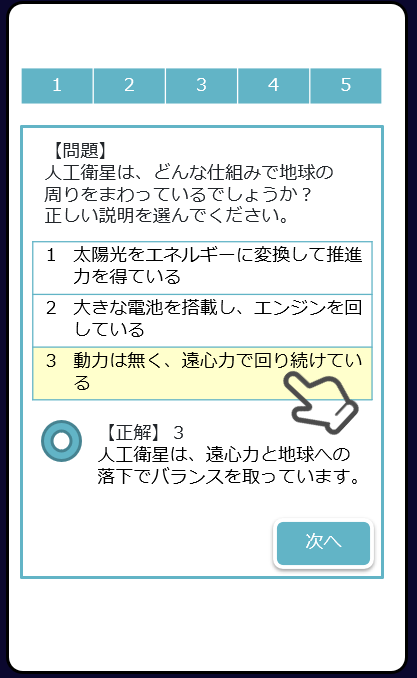 1 2 3 4 5
【問題】
人工衛星は、どんな仕組みで地球の
周りをまわっているでしょうか？
正しい説明を選んでください。
1 太陽光をエネルギーに変換して推進
力を得ている
2 大きな電池を搭載し、エンジンを回
している
3 動力は無く、遠心力で回り続けてい
る
【正解】３
人工衛星は、遠心力と地球への
落下でバランスを取っています。
次へ